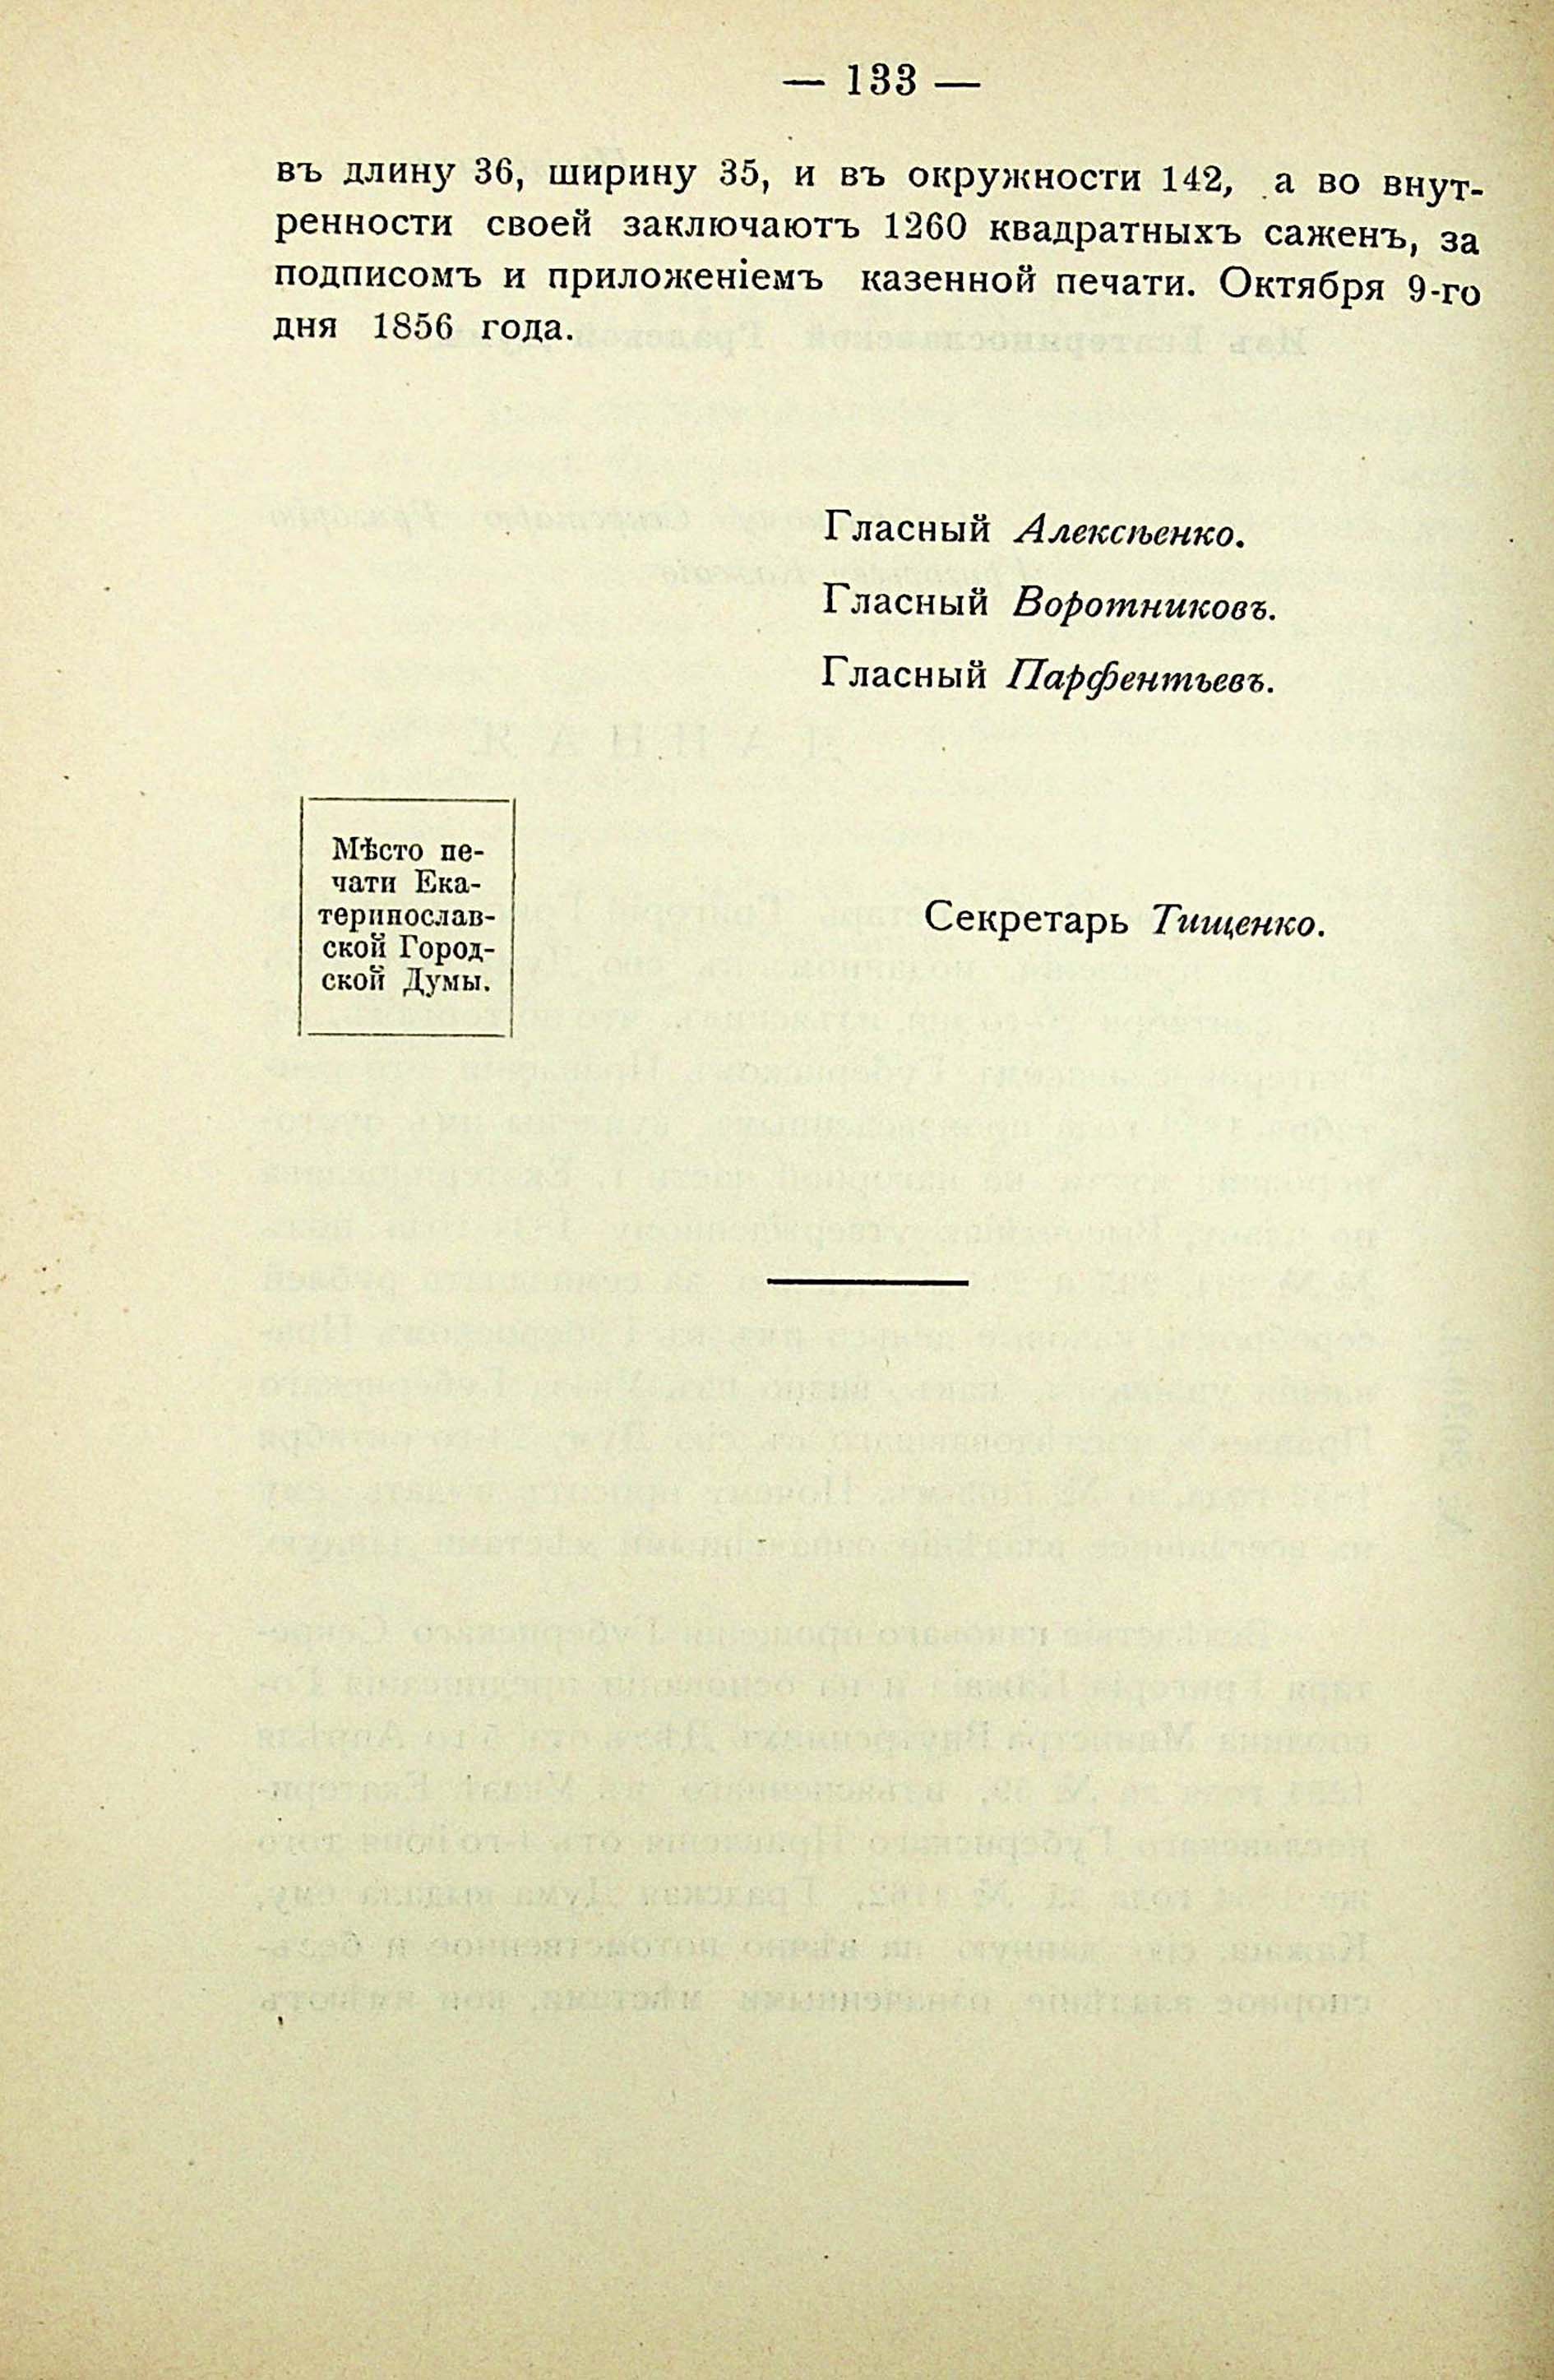 — 133 —
въ длину 36, ширину 35, и въ окружности 142, а во внут-
ренности своей заключаютъ 1260 квадратныхъ саженъ, за
подписомъ и приложеніемъ казенной печати. Октября 9-го
дня 1856 года.
Гласный Алексѣенко.
Гласный Воротниковъ.
Гласный Парфентьевъ.
Мѣсто пе-
чати Ека-
теринослав-
ской Город-
ской Думы.
Секретарь Тищенко.